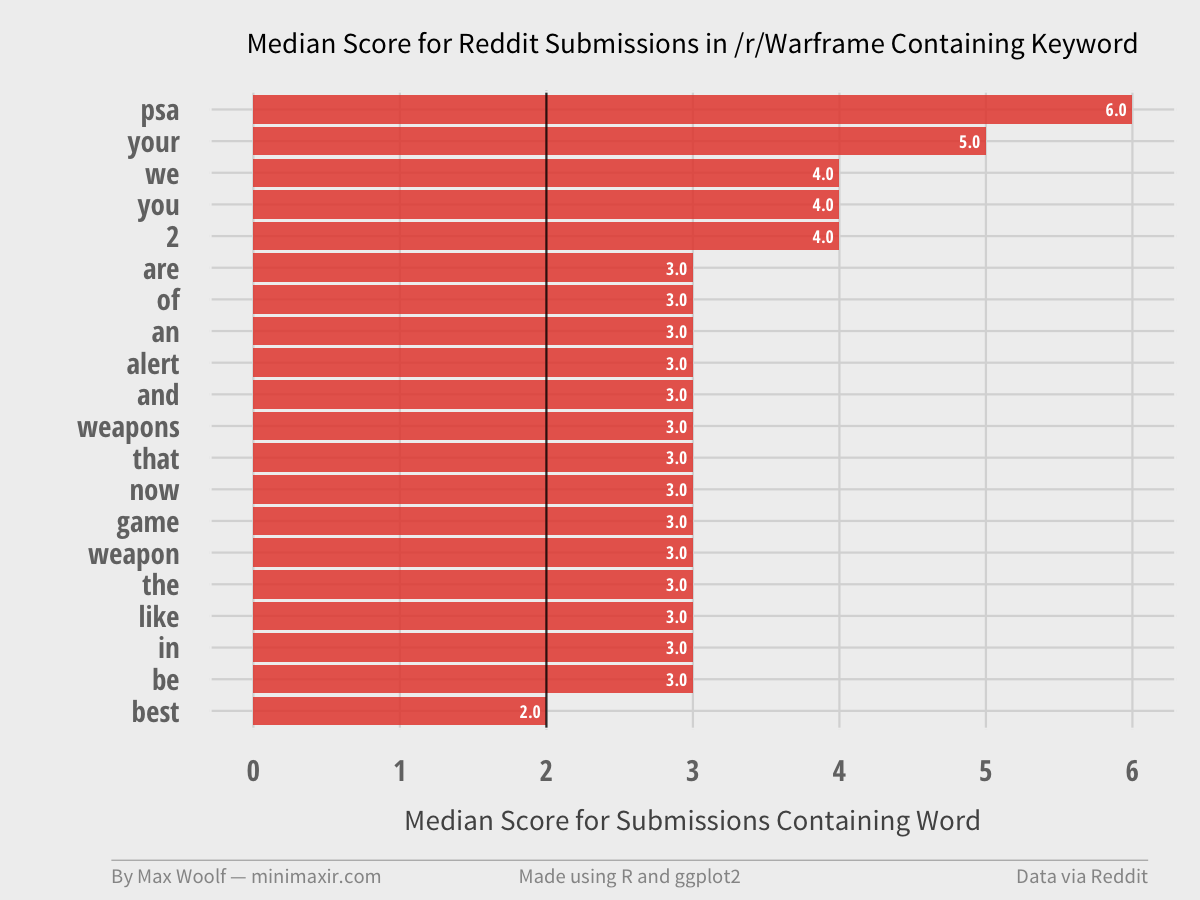 Median Score for Reddit Submissions in /r/Warframe Containing Keyword
psa 6.0
your 5.0
we 4.0
you 4.0
2 4.0
are 3.0
of 3.0
an 3.0
alert 3.0
and 3.0
weapons 3.0
that 3.0
now 3.0
game 3.0
weapon 3.0
the 3.0
like 3.0
in 3.0
be 3.0
best 2.0
0 1 2 3 4 5 6
Median Score for Submissions Containing Word
By Max Woolf — minimaxir.com Made using R and ggplot2 Data via Reddit